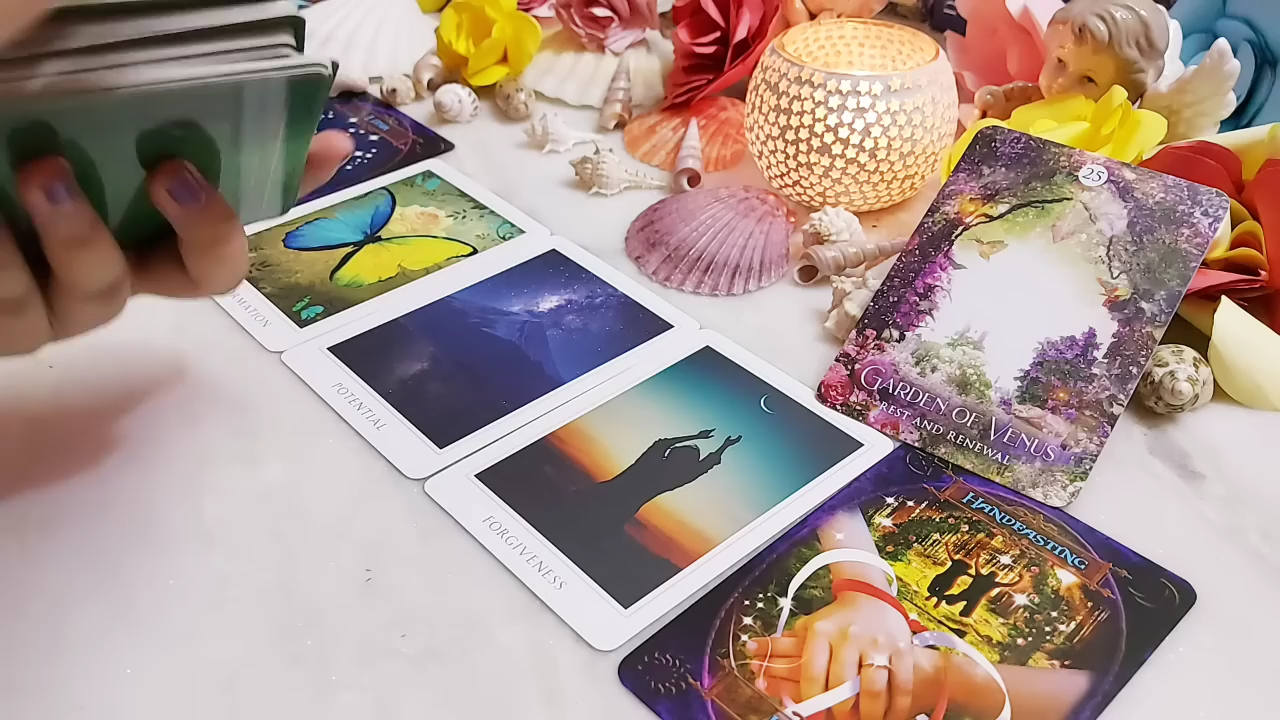 POTENTIAL
FORGIVENESS
25
GARDEN OF VENUS
REST AND RENEWAL
HANDFASTING